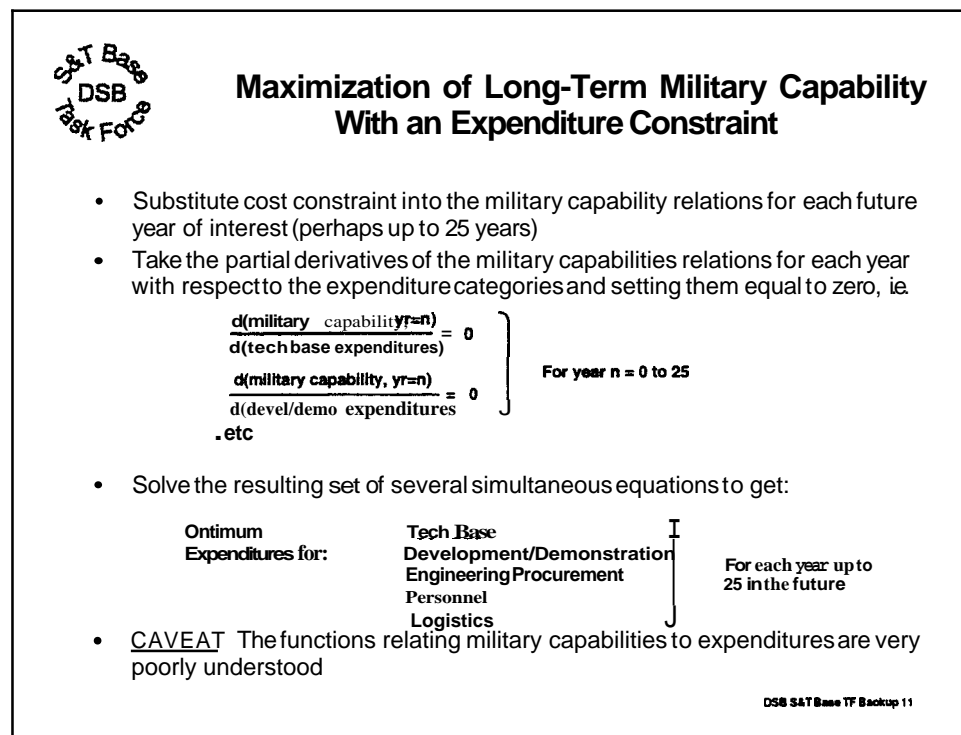 S&T Base
DSB
Task Force
Maximization of Long-Term Military Capability
With an Expenditure Constraint
• Substitute cost constraint into the military capability relations for each future
year of interest (perhaps up to 25 years)
• Take the partial derivatives of the military capabilities relations for each year
with respect to the expenditure categories and setting them equal to zero, ie.
d(military capability, yr=n)
= 0
d(tech base expenditures)
For year n = 0 to 25
d(military capability, yr=n)
= 0
d(devel/demo expenditures
.etc
• Solve the resulting set of several simultaneous equations to get:
Ontimum Tech Base
Expenditures for: Development/Demonstration
Engineering Procurement
Personnel
Logistics
For each year up to
25 in the future
• CAVEAT The functions relating military capabilities to expenditures are very
poorly understood
DSB S&T Base TF Backup 11